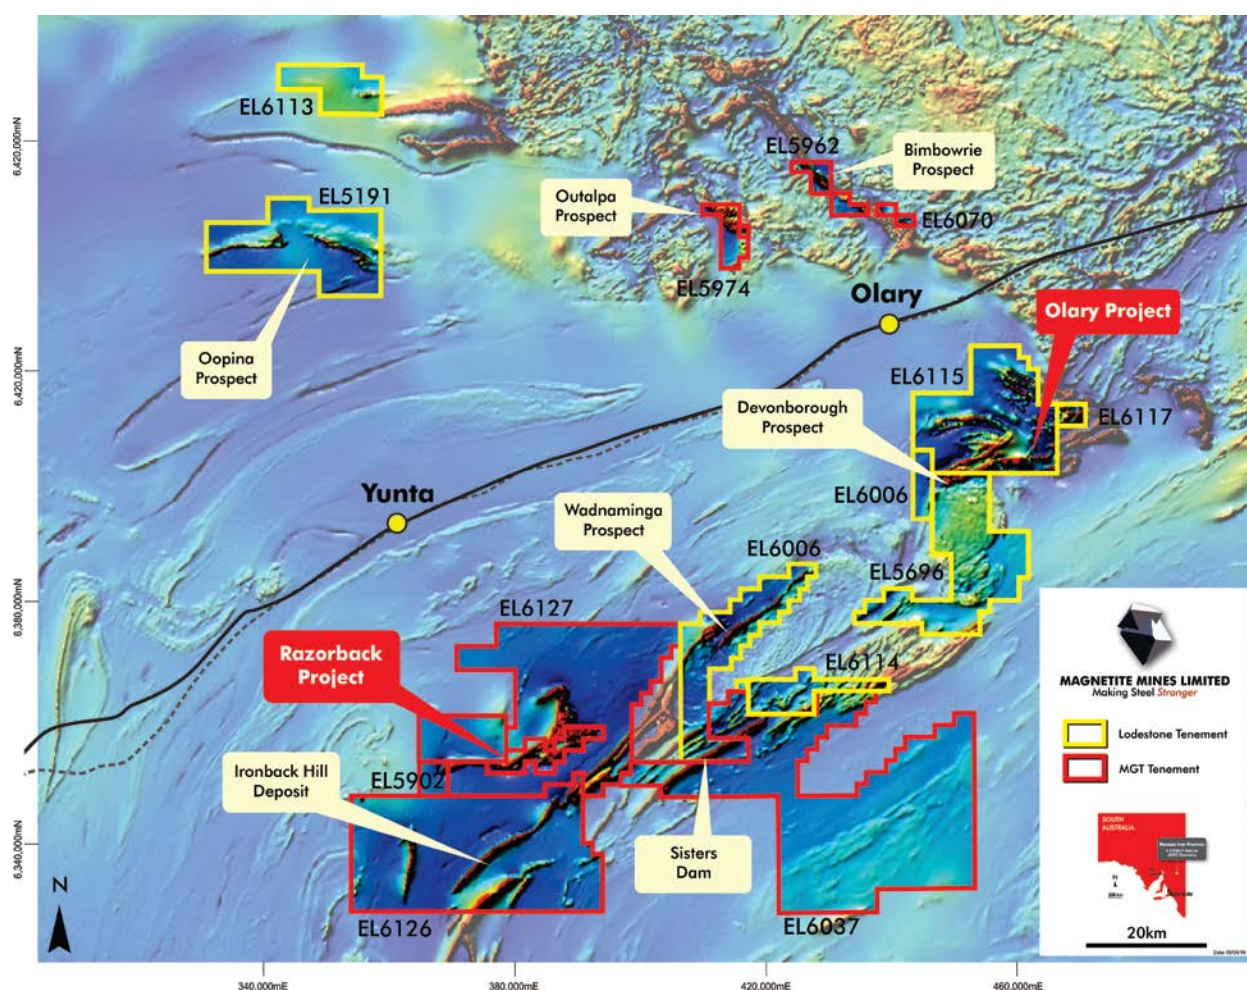 EL6113
6,420,000mN
EL5962
Bimbowrie
Prospect
Outalpa
Prospect
EL5191
EL6070
EL5974
Olary
Olary Project
Oopina
Prospect
6,420,000mN
EL6115
Devonborough
Prospect
EL6117
EL6006
Yunta
Wadnaminga
Prospect
EL6006
EL5696
6,380,000mN
EL6127
Razorback
Project
EL6114
MAGNETITE MINES LIMITED
Making Steel Stronger
Lodestone Tenement
MGT Tenement
Ironback Hill
Deposit
EL5902
SOUTH
AUSTRALIA
6,340,000mN
Sisters
Dam
N
N
EL6126
EL6037
20km
340,000mE
380,000mE
420,000mE
460,000mE